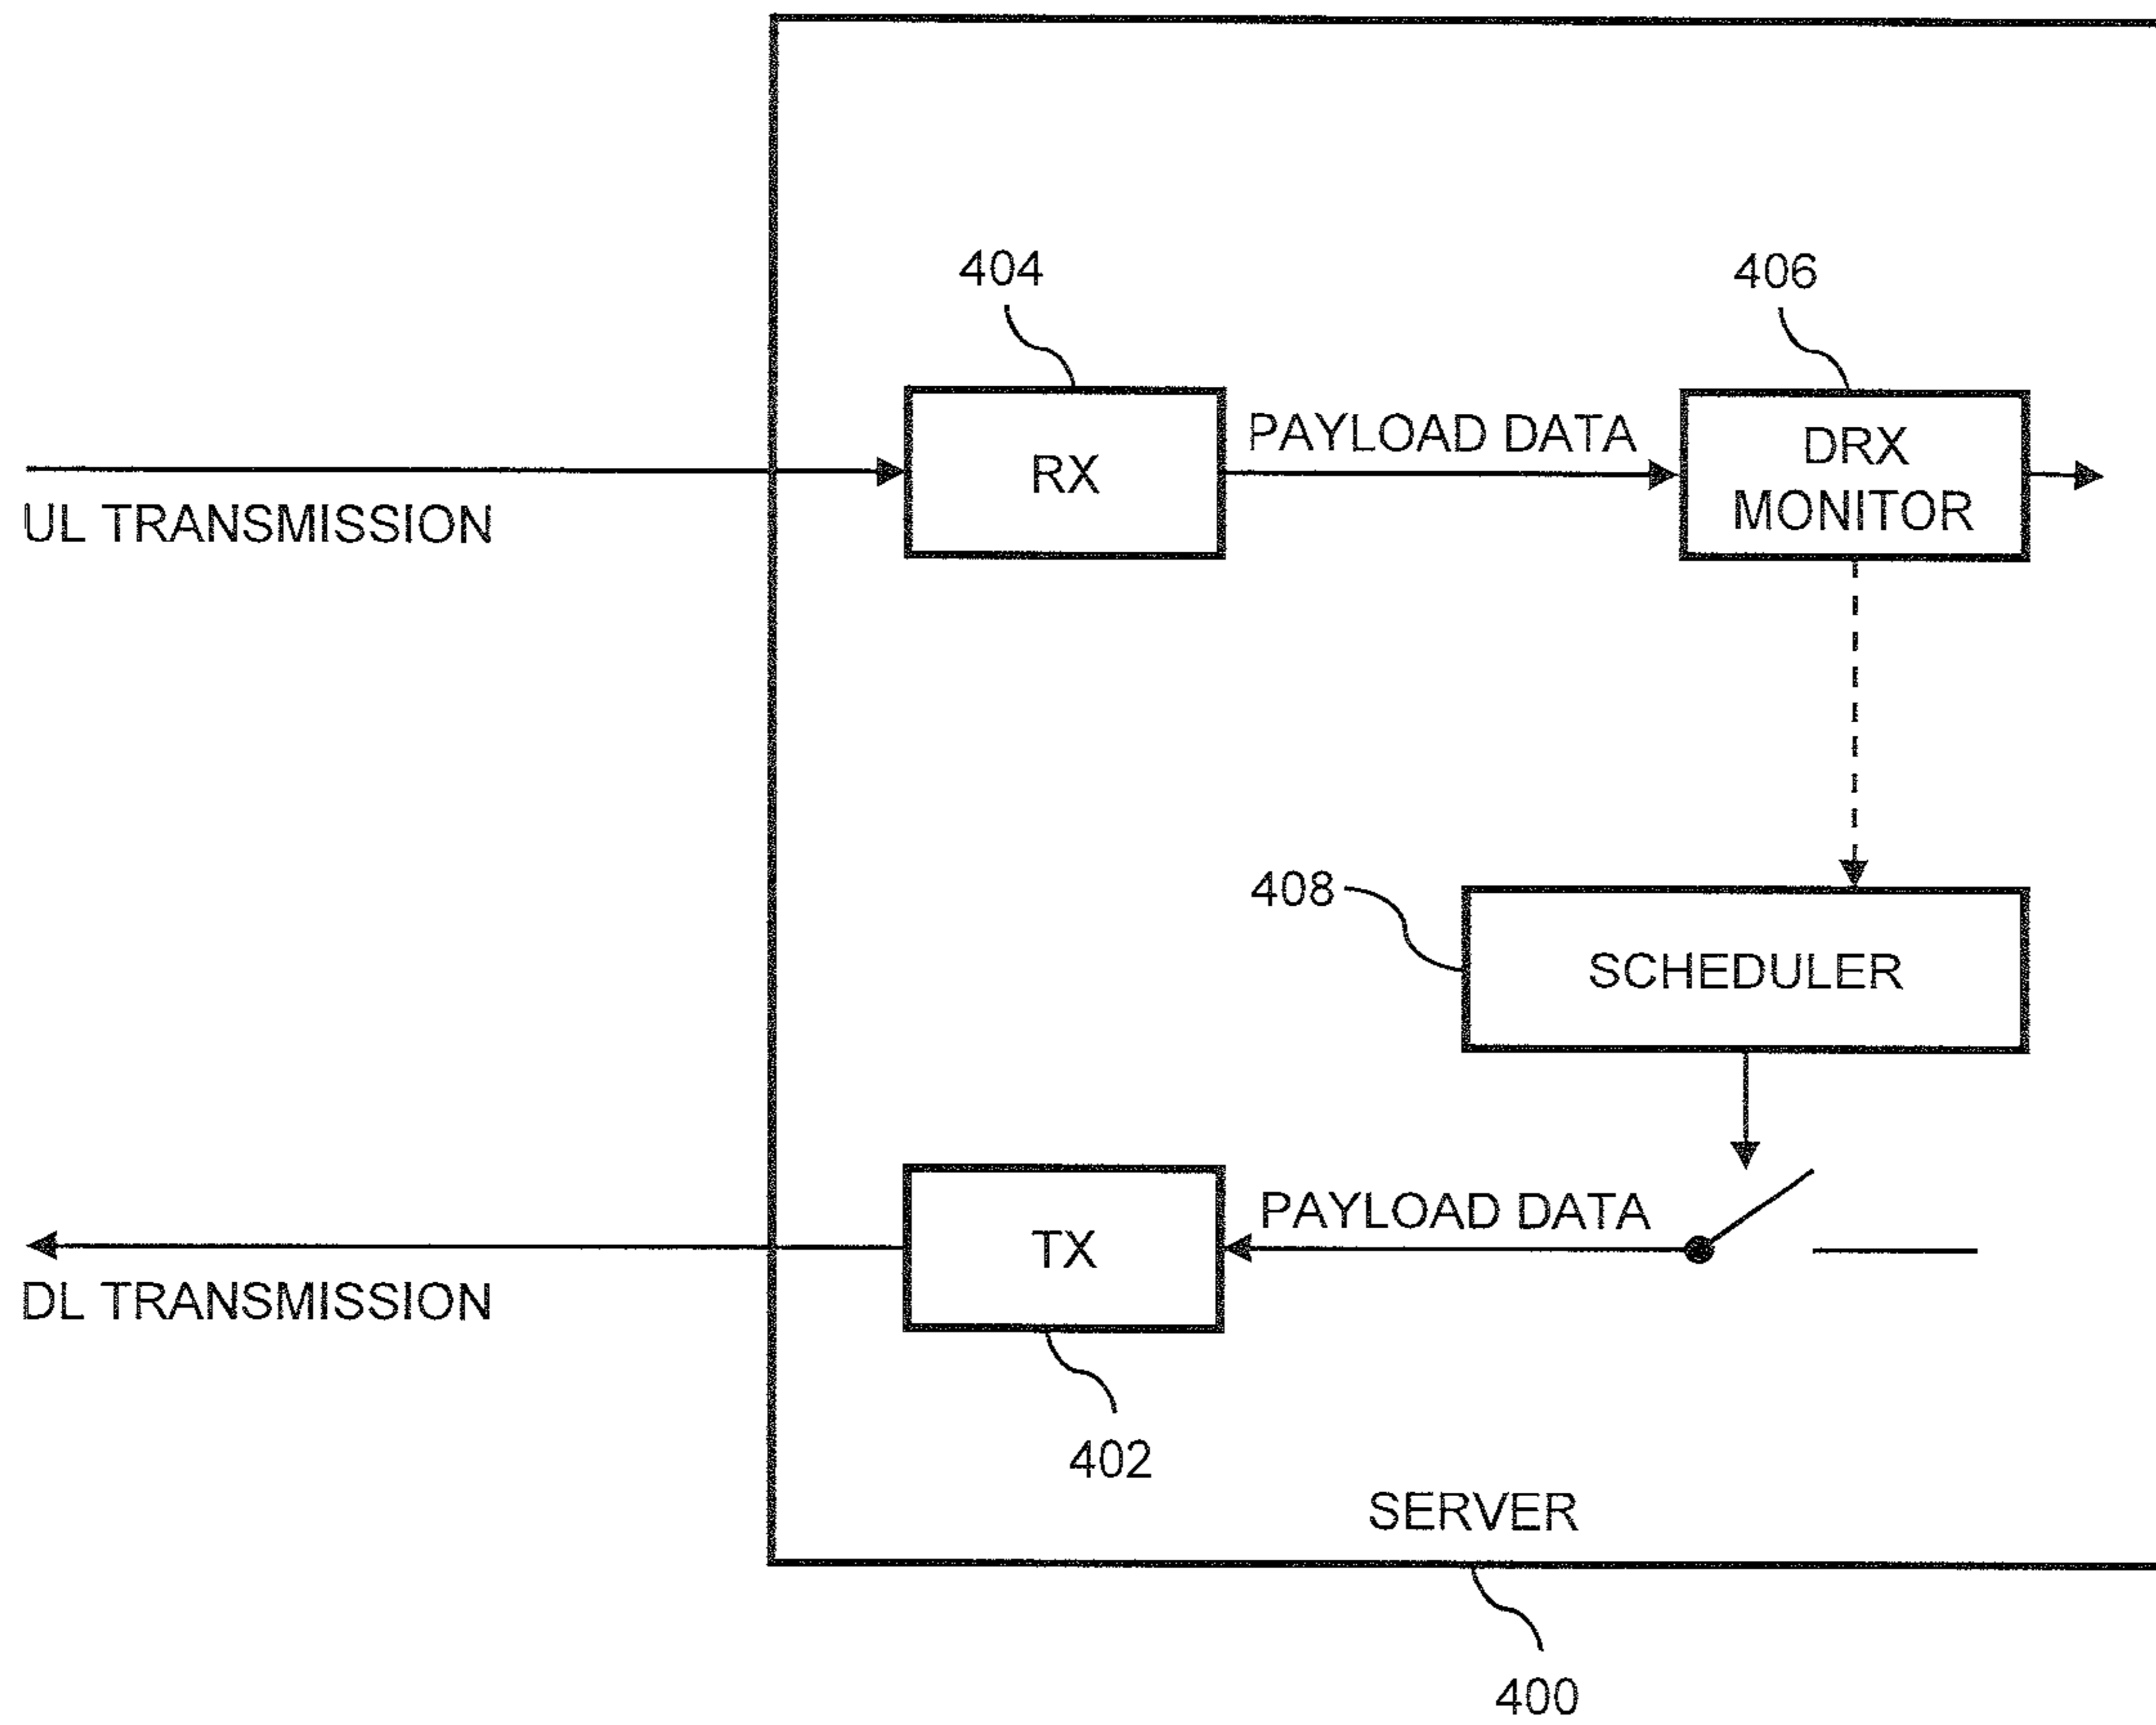 404
406
PAYLOAD DATA
RX
DRX
MONITOR
UL TRANSMISSION
408
SCHEDULER
PAYLOAD DATA
TX
DL TRANSMISSION
402
SERVER
400